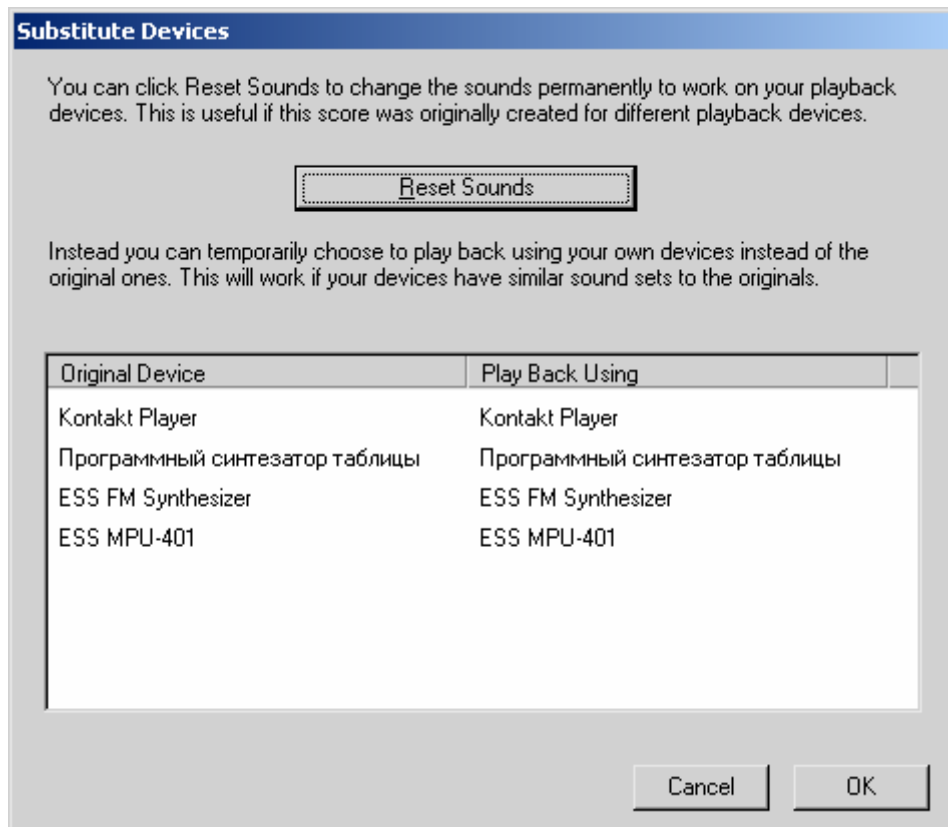 Substitute Devices
You can click Reset Sounds to change the sounds permanently to work on your playback
devices. This is useful if this score was originally created for different playback devices.
Reset Sounds
Instead you can temporarily choose to play back using your own devices instead of the
original ones. This will work if your devices have similar sound sets to the originals.
Original Device Play Back Using
Kontakt Player Kontakt Player
Программный синтезатор таблицы Программный синтезатор таблицы
ESS FM Synthesizer ESS FM Synthesizer
ESS MPU-401 ESS MPU-401
Cancel OK